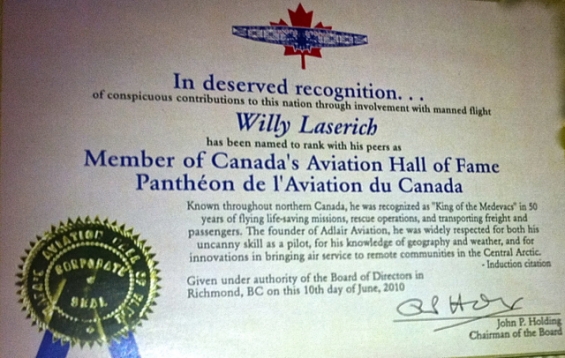 In deserved recognition. . .
of conspicuous contributions to this nation through involvement with manned flight
Willy Laserich
has been named to rank with his peers as
Member of Canada's Aviation Hall of Fame
Panthéon de l'Aviation du Canada
Known throughout northern Canada, he was recognized as "King of the Medevacs" in 50
years of flying life-saving missions, rescue operations, and transporting freight and
passengers. The founder of Adlair Aviation, he was widely respected for both his
uncanny skill as a pilot, for his knowledge of geography and weather, and for
innovations in bringing air service to remote communities in the Central Arctic.
- Induction citation
Given under authority of the Board of Directors in
Richmond, BC on this 10th day of June, 2010
John P. Holding
Chairman of the Board
AVIATION HALL OF
CORPORATE
SEAL